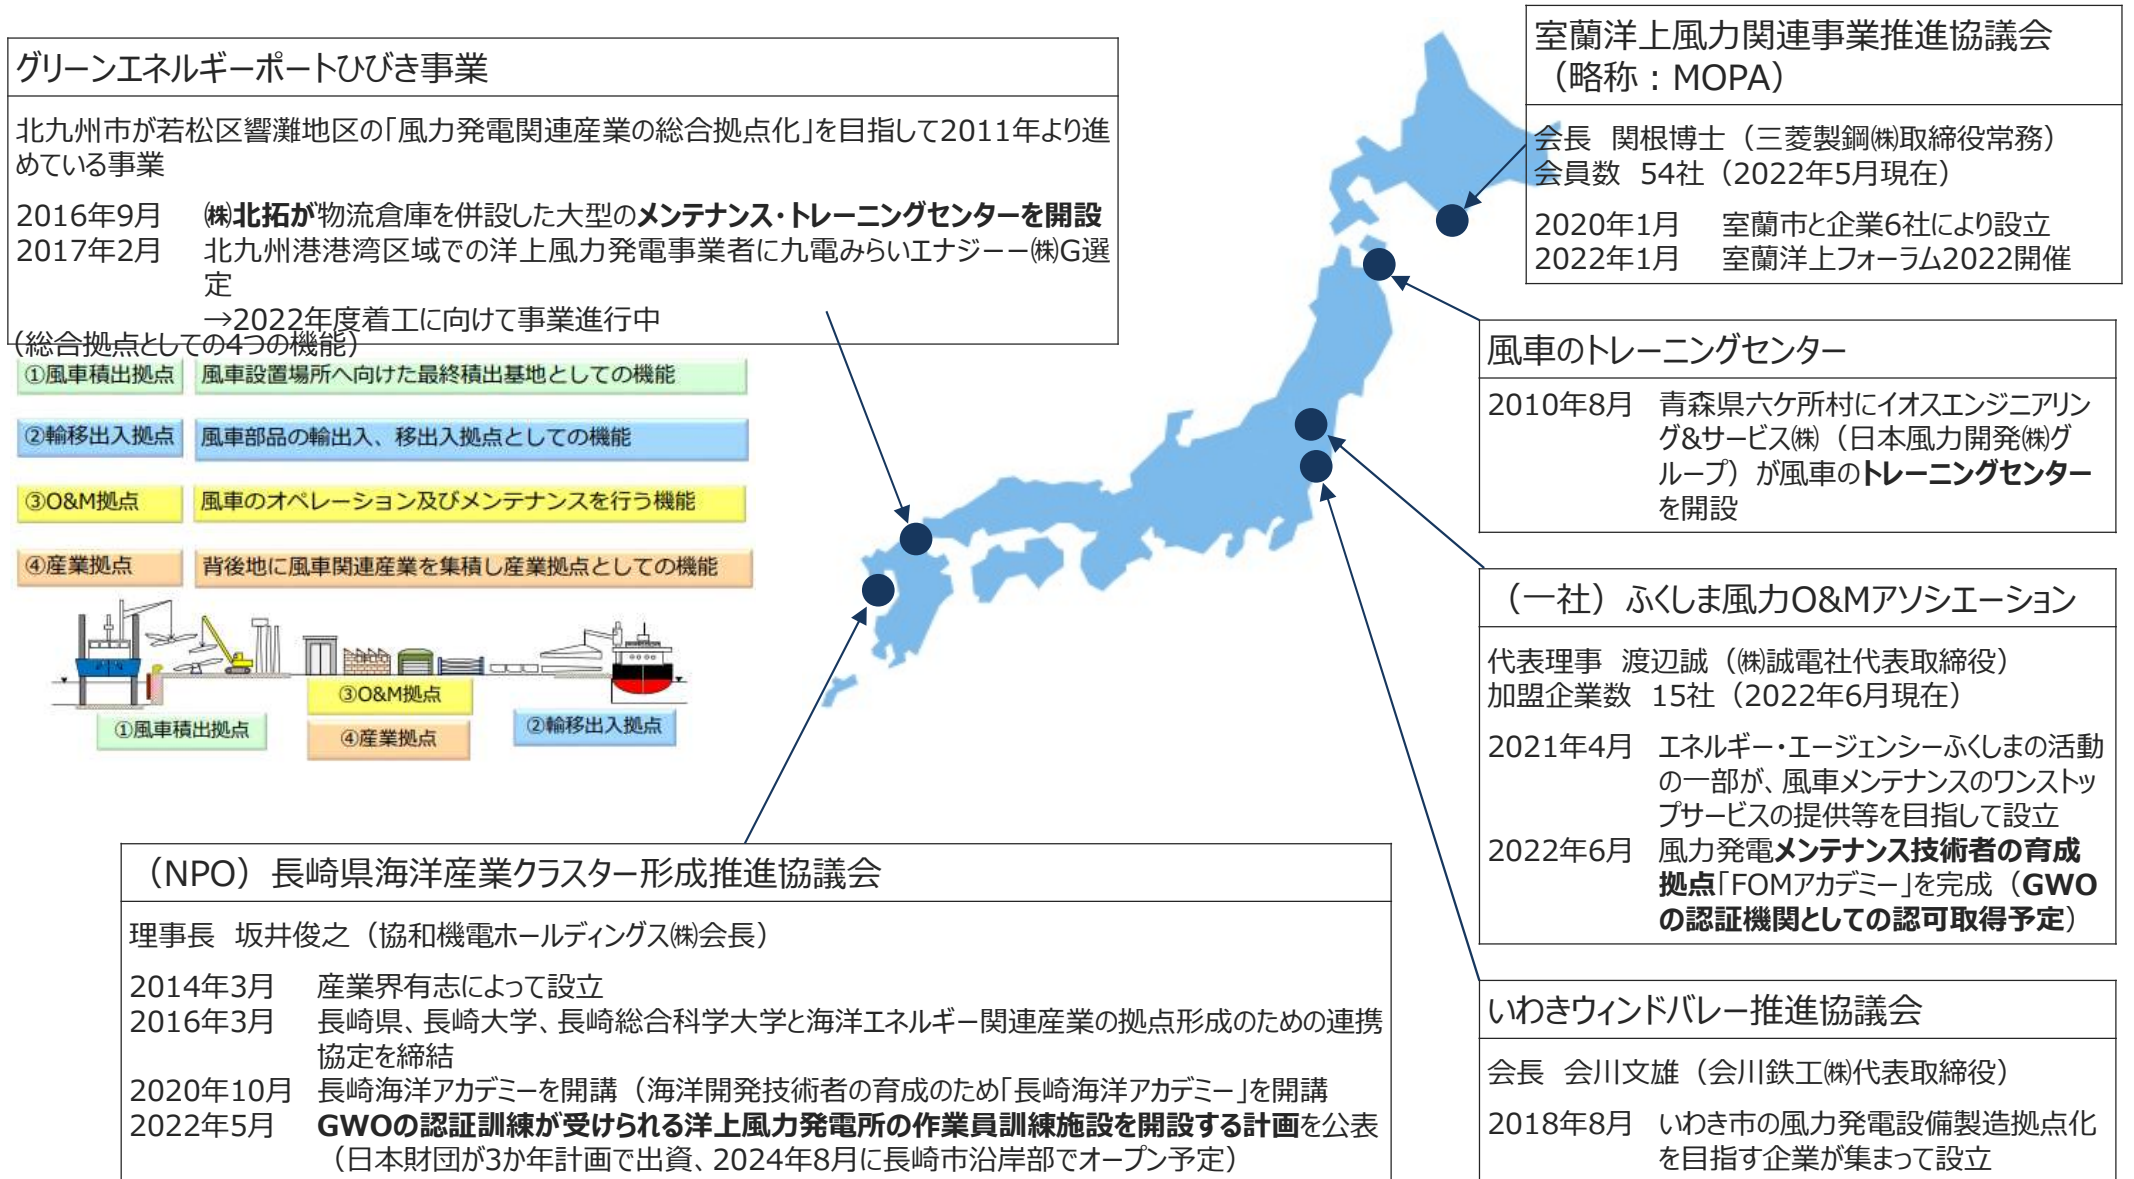 グリーンエネルギーポートひびき事業
北九州市が若松区響灘地区の「風力発電関連産業の総合拠点化」を目指して2011年より進
めている事業
2016年9月 ㈱北拓が物流倉庫を併設した大型のメンテナンス・トレーニングセンターを開設
2017年2月 北九州港港湾区域での洋上風力発電事業者に九電みらいエナジーー㈱G選
定
→2022年度着工に向けて事業進行中
（総合拠点としての4つの機能）
①風車積出拠点 風車設置場所へ向けた最終積出基地としての機能
②輸移出入拠点 風車部品の輸出入、移出入拠点としての機能
③O&M拠点 風車のオペレーション及びメンテナンスを行う機能
④産業拠点 背後地に風車関連産業を集積し産業拠点としての機能
③O&M拠点
①風車積出拠点
④産業拠点
②輸移出入拠点
（NPO）長崎県海洋産業クラスター形成推進協議会
理事長 坂井俊之（協和機電ホールディングス㈱会長）
2014年3月 産業界有志によって設立
2016年3月 長崎県、長崎大学、長崎総合科学大学と海洋エネルギー関連産業の拠点形成のための連携
協定を締結
2020年10月 長崎海洋アカデミーを開講（海洋開発技術者の育成のため「長崎海洋アカデミー」を開講
2022年5月 GWOの認証訓練が受けられる洋上風力発電所の作業員訓練施設を開設する計画を公表
（日本財団が3か年計画で出資、2024年8月に長崎市沿岸部でオープン予定）
室蘭洋上風力関連事業推進協議会
（略称：MOPA）
会長 関根博士（三菱製鋼㈱取締役常務）
会員数 54社（2022年5月現在）
2020年1月 室蘭市と企業6社により設立
2022年1月 室蘭洋上フォーラム2022開催
風車のトレーニングセンター
2010年8月 青森県六ケ所村にイオスエンジニアリン
グ&サービス㈱（日本風力開発㈱グ
ループ）が風車のトレーニングセンター
を開設
（一社）ふくしま風力O&Mアソシエーション
代表理事 渡辺誠（㈱誠電社代表取締役）
加盟企業数 15社（2022年6月現在）
2021年4月 エネルギー・エージェンシーふくしまの活動
の一部が、風車メンテナンスのワンストッ
プサービスの提供等を目指して設立
2022年6月 風力発電メンテナンス技術者の育成
拠点「FOMアカデミー」を完成（GWO
の認証機関としての認可取得予定）
いわきウィンドバレー推進協議会
会長 会川文雄（会川鉄工㈱代表取締役）
2018年8月 いわき市の風力発電設備製造拠点化
を目指す企業が集まって設立